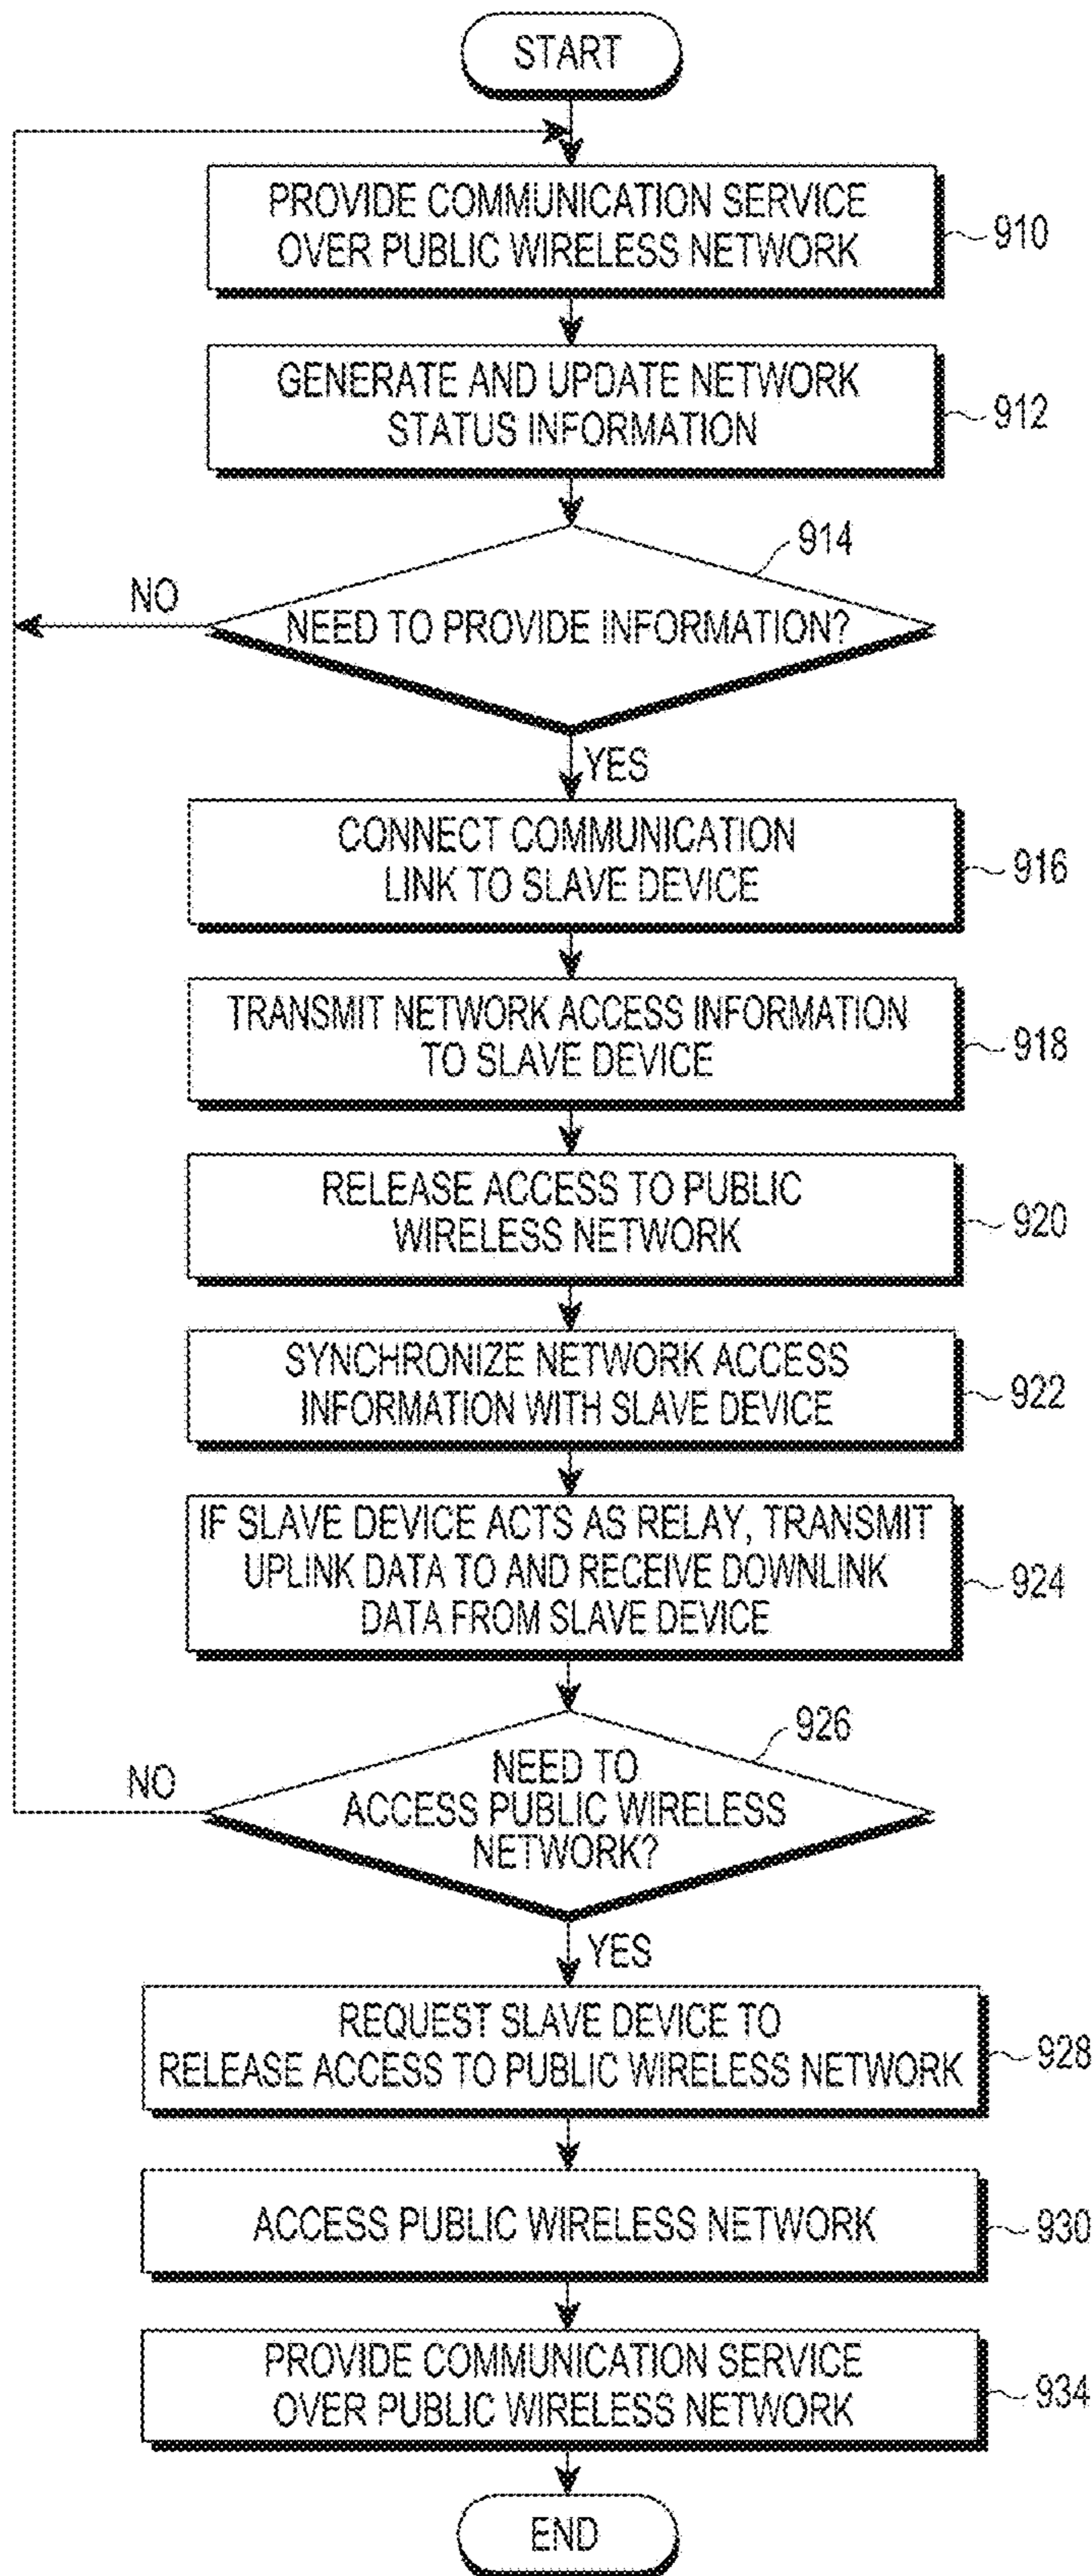 START
PROVIDE COMMUNICATION SERVICE
OVER PUBLIC WIRELESS NETWORK
910
GENERATE AND UPDATE NETWORK
STATUS INFORMATION
912
914
NO
NEED TO PROVIDE INFORMATION?
YES
CONNECT COMMUNICATION
LINK TO SLAVE DEVICE
916
TRANSMIT NETWORK ACCESS INFORMATION
TO SLAVE DEVICE
918
RELEASE ACCESS TO PUBLIC
WIRELESS NETWORK
920
SYNCHRONIZE NETWORK ACCESS
INFORMATION WITH SLAVE DEVICE
922
IF SLAVE DEVICE ACTS AS RELAY, TRANSMIT
UPLINK DATA TO AND RECEIVE DOWNLINK
DATA FROM SLAVE DEVICE
924
926
NO
NEED TO
ACCESS PUBLIC WIRELESS
NETWORK?
YES
REQUEST SLAVE DEVICE TO
RELEASE ACCESS TO PUBLIC WIRELESS NETWORK
928
ACCESS PUBLIC WIRELESS NETWORK
930
PROVIDE COMMUNICATION SERVICE
OVER PUBLIC WIRELESS NETWORK
934
END